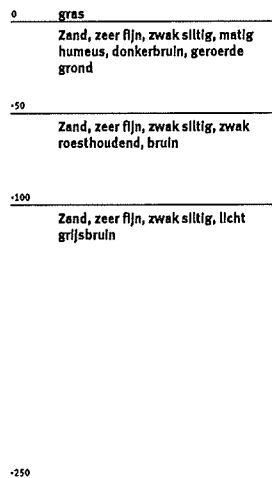 0 gras
Zand, zeer fijn, zwak siltig, matig
humeus, donkerbruin, geroerde
grond
-50
Zand, zeer fijn, zwak siltig, zwak
roesthoudend, bruin
-100
Zand, zeer fijn, zwak siltig, licht
grijsbruin
-250